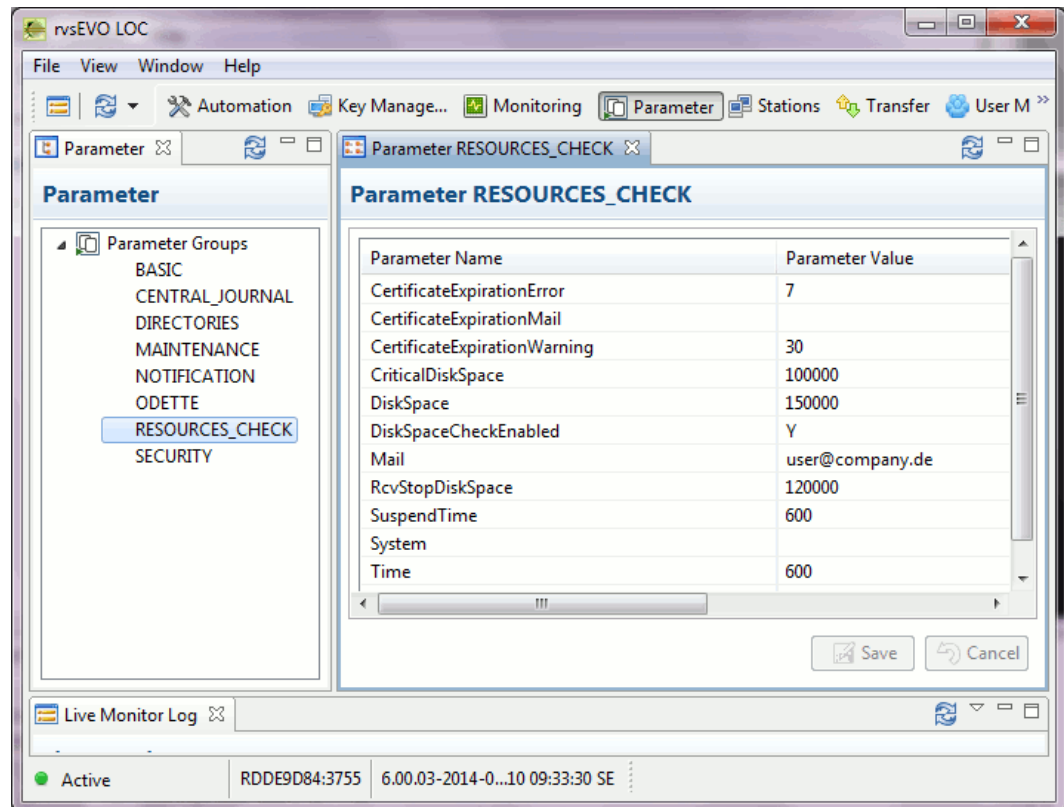 rvsEVO LOC
File View Window Help
Automation Key Manage... Monitoring Parameter Stations Transfer User M
Parameter
Parameter
Parameter Groups
BASIC
CENTRAL_JOURNAL
DIRECTORIES
MAINTENANCE
NOTIFICATION
ODETTE
RESOURCES_CHECK
SECURITY
Parameter RESOURCES_CHECK
Parameter RESOURCES_CHECK
Parameter Name Parameter Value
CertificateExpirationError 7
CertificateExpirationMail
CertificateExpirationWarning 30
CriticalDiskSpace 100000
DiskSpace 150000
DiskSpaceCheckEnabled Y
Mail user@company.de
RcvStopDiskSpace 120000
SuspendTime 600
System
Time 600
Save Cancel
Live Monitor Log
Active RDDE9D84:3755 6.00.03-2014-0...10 09:33:30 SE